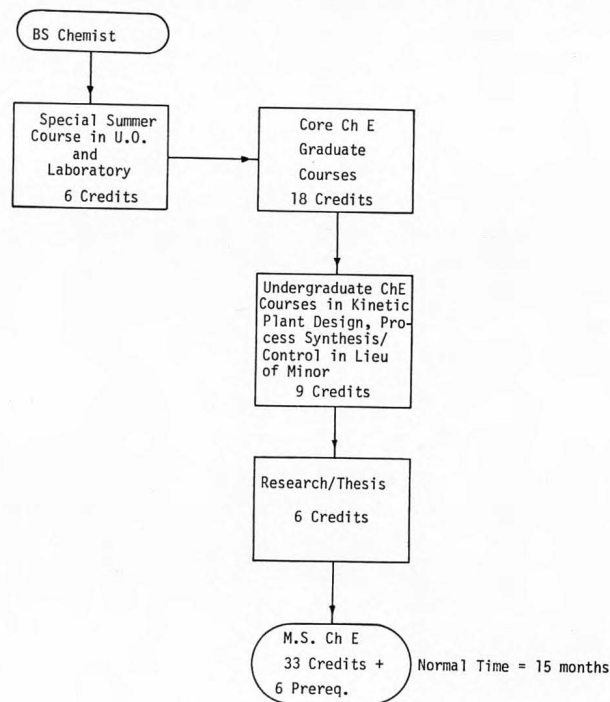 BS Chemist
Special Summer
Course in U.O.
and
Laboratory
6 Credits
Core Ch E
Graduate
Courses
18 Credits
Undergraduate ChE
Courses in Kinetic
Plant Design, Pro-
cess Synthesis/
Control in Lieu
of Minor
9 Credits
Research/Thesis
6 Credits
M.S. Ch E
33 Credits +
6 Prereq.
Normal Time = 15 months